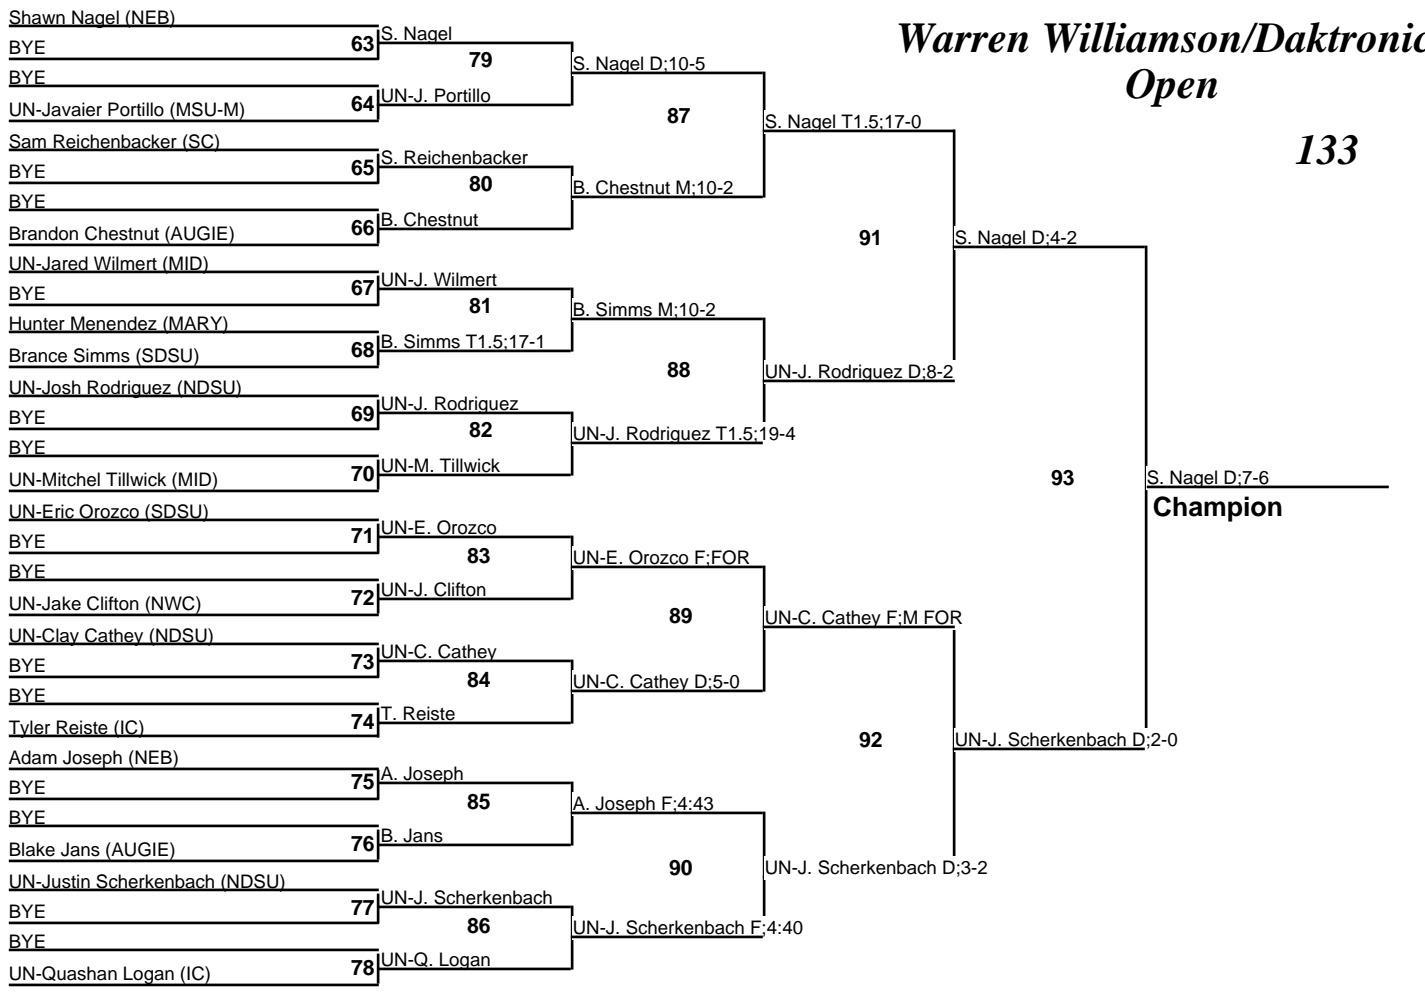 Warren Williamson/Daktronic
Open
133
Shawn Nagel (NEB)
BYE
BYE
UN-Javaier Portillo (MSU-M)
Sam Reichenbacker (SC)
BYE
BYE
Brandon Chestnut (AUGIE)
UN-Jared Wilmert (MID)
BYE
Hunter Menendez (MARY)
Brance Simms (SDSU)
UN-Josh Rodriguez (NDSU)
BYE
BYE
UN-Mitchel Tillwick (MID)
UN-Eric Orozco (SDSU)
BYE
BYE
UN-Jake Clifton (NWC)
UN-Clay Cathey (NDSU)
BYE
BYE
Tyler Reiste (IC)
Adam Joseph (NEB)
BYE
BYE
Blake Jans (AUGIE)
UN-Justin Scherkenbach (NDSU)
BYE
BYE
UN-Quashan Logan (IC)
63 S. Nagel
64 UN-J. Portillo
65 S. Reichenbacker
66 B. Chestnut
67 UN-J. Wilmert
68 B. Simms T1.5;17-1
69 UN-J. Rodriguez
70 UN-M. Tillwick
71 UN-E. Orozco
72 UN-J. Clifton
73 UN-C. Cathey
74 T. Reiste
75 A. Joseph
76 B. Jans
77 UN-J. Scherkenbach
78 UN-Q. Logan
79 S. Nagel D;10-5
80 B. Chestnut M;10-2
81 B. Simms M;10-2
82 UN-J. Rodriguez T1.5;19-4
83 UN-E. Orozco F;FOR
84 UN-C. Cathey D;5-0
85 A. Joseph F;4:43
86 UN-J. Scherkenbach F;4:40
87 S. Nagel T1.5;17-0
88 UN-J. Rodriguez D;8-2
89 UN-C. Cathey F;M FOR
90 UN-J. Scherkenbach D;3-2
91 S. Nagel D;4-2
92 UN-J. Scherkenbach D;2-0
93 S. Nagel D;7-6
Champion